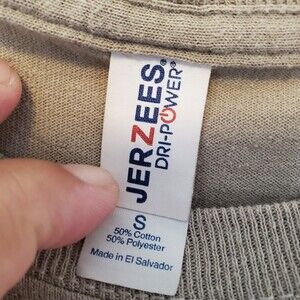 JERZEES®
DRI-POWER®
S
50% Cotton
50% Polyester
Made in El Salvador